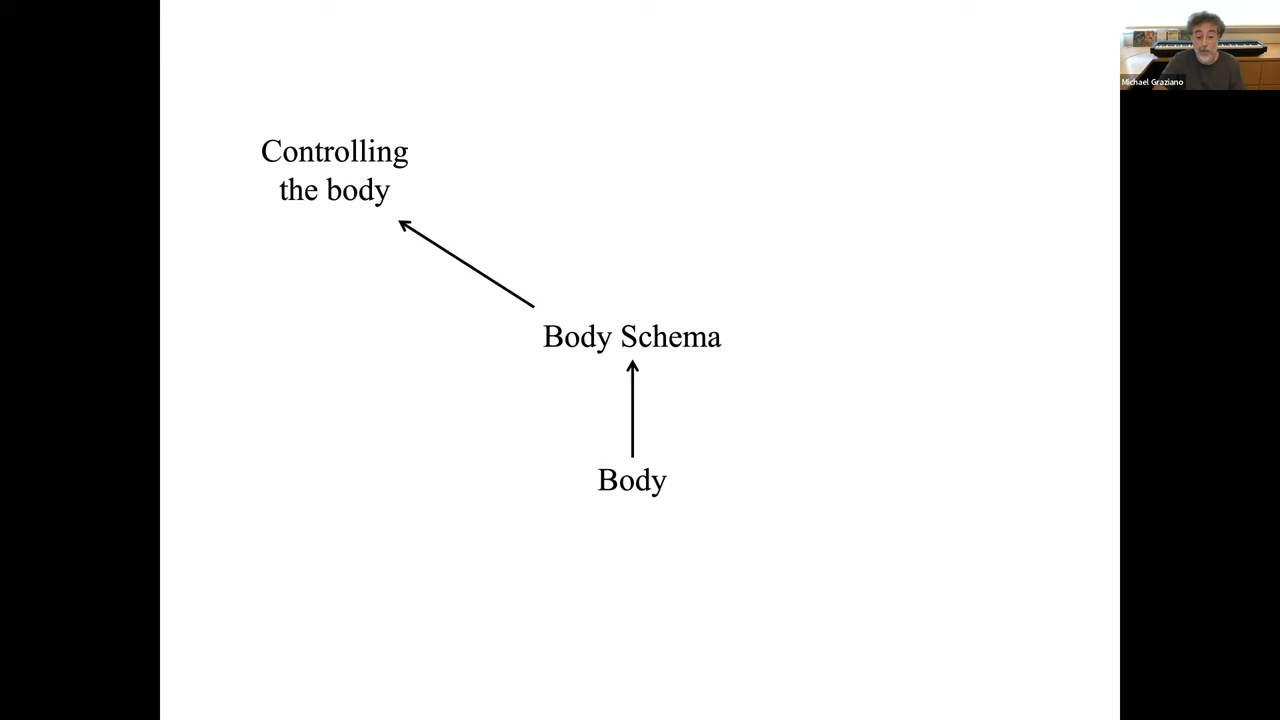 Michael Graziano
Controlling
the body
Body Schema
Body